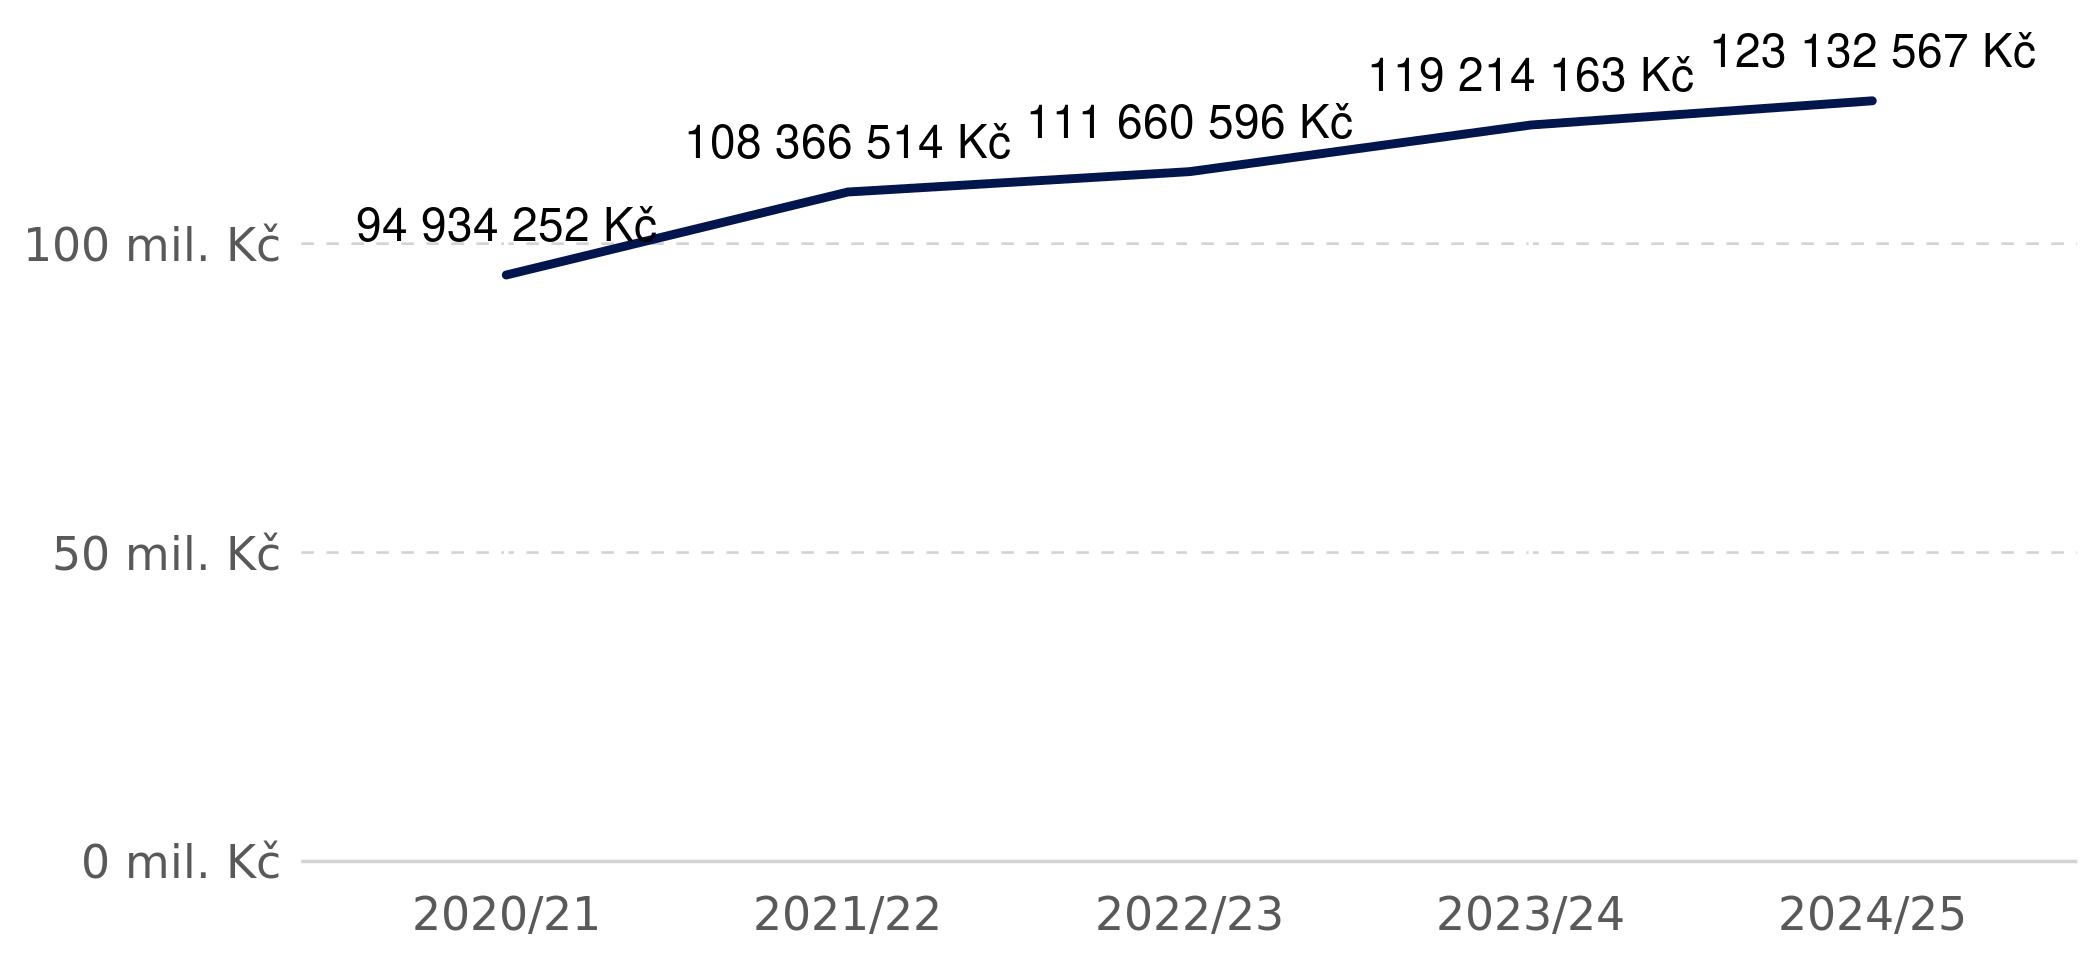 123 132 567 Kč
119 214 163 Kč
111 660 596 Kč
108 366 514 Kč
94 934 252 Kč
100 mil. Kč
50 mil. Kč
0 mil. Kč
2020/21 2021/22 2022/23 2023/24 2024/25